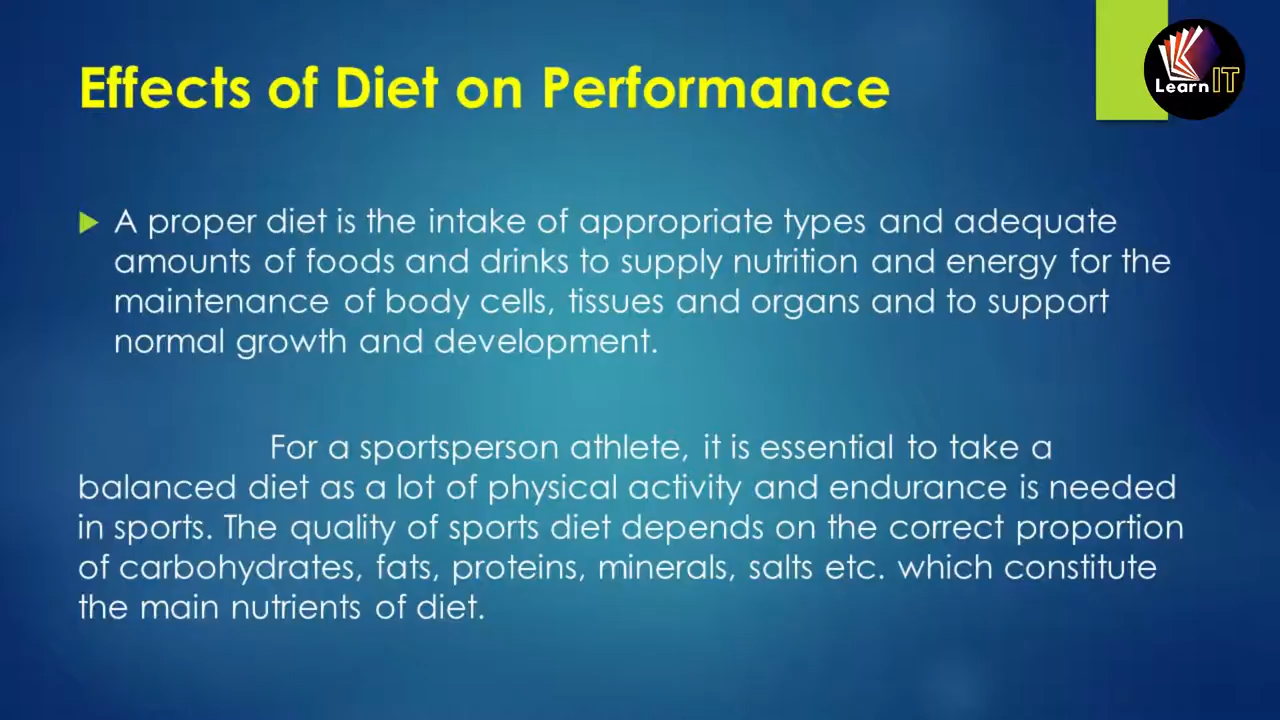 Effects of Diet on Performance
Learn IT
A proper diet is the intake of appropriate types and adequate
amounts of foods and drinks to supply nutrition and energy for the
maintenance of body cells, tissues and organs and to support
normal growth and development.
For a sportsperson athlete, it is essential to take a
balanced diet as a lot of physical activity and endurance is needed
in sports. The quality of sports diet depends on the correct proportion
of carbohydrates, fats, proteins, minerals, salts etc. which constitute
the main nutrients of diet.